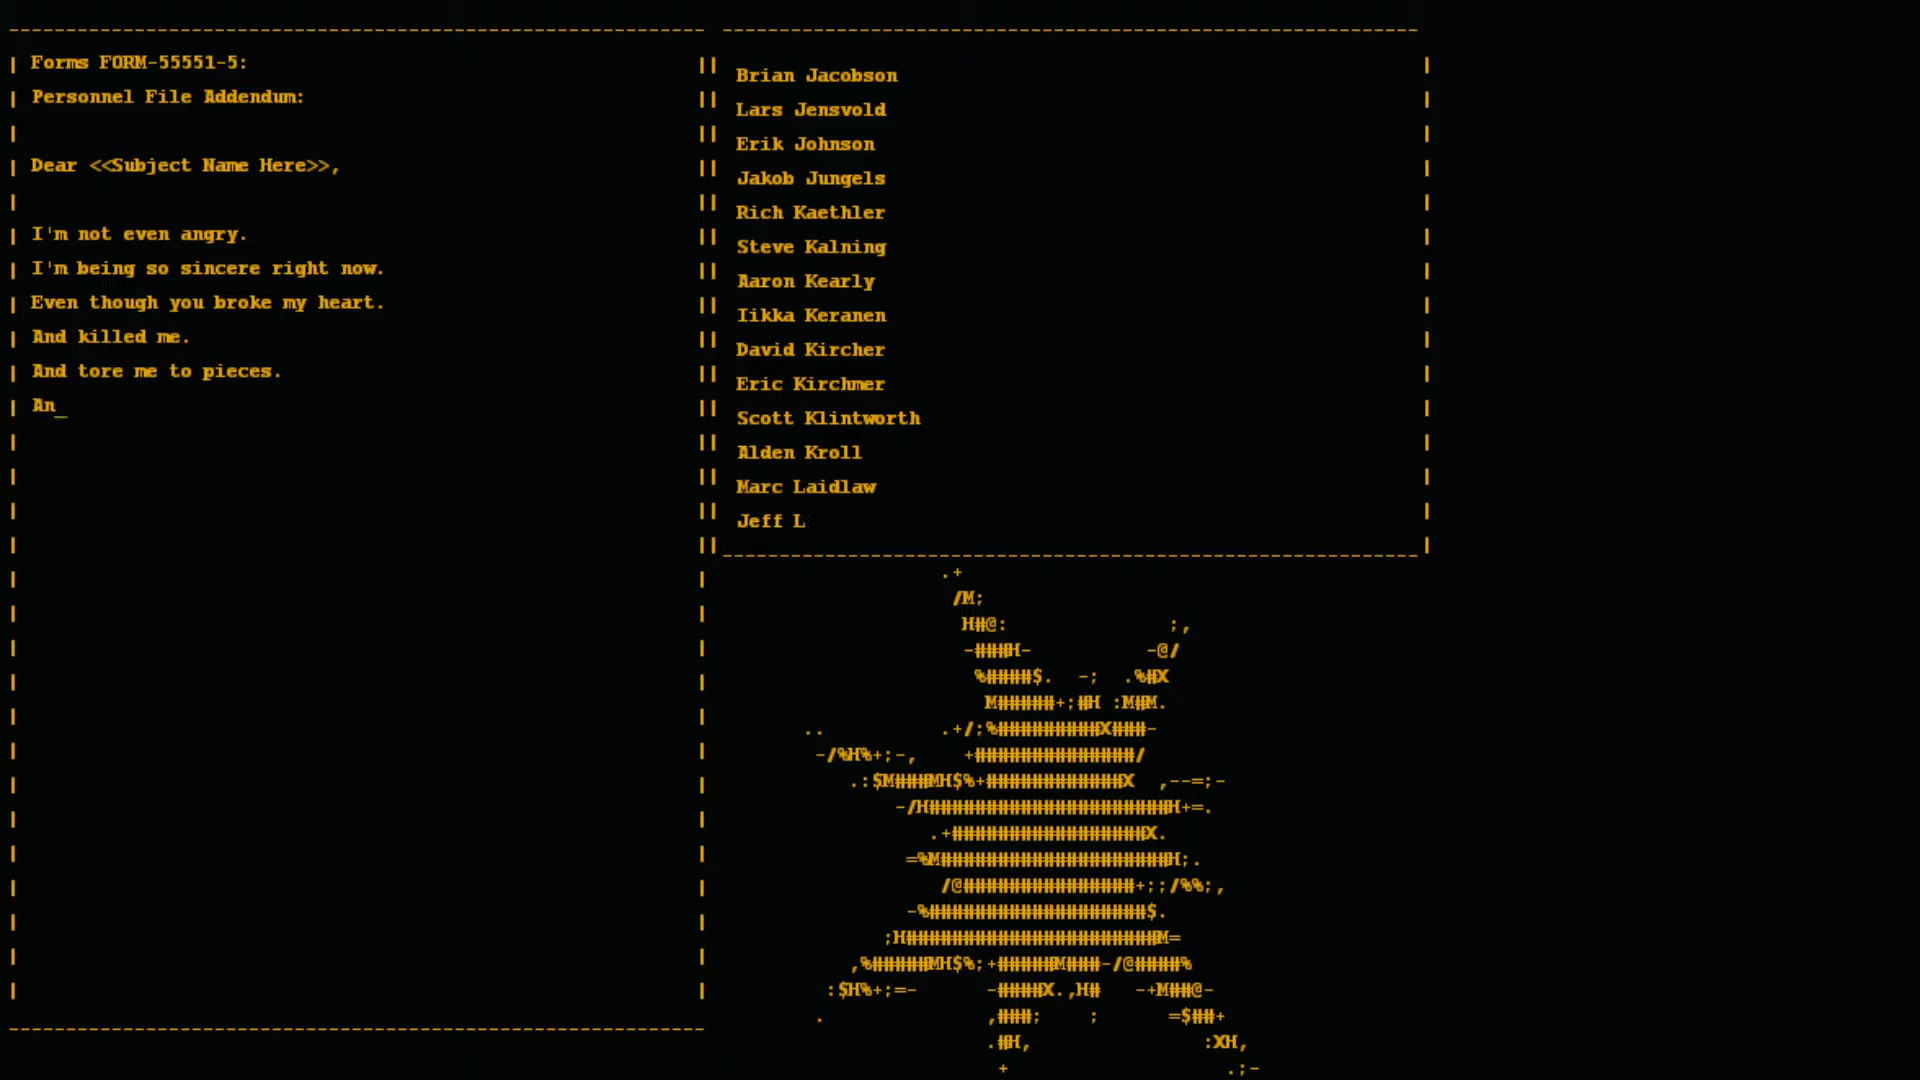 Forms FORM-55551-5:
Personnel File Addendum:
Dear <<Subject Name Here>>,
I'm not even angry.
I'm being so sincere right now.
Even though you broke my heart.
And killed me.
And tore me to pieces.
An_
Brian Jacobson
Lars Jensvold
Erik Johnson
Jakob Jungels
Rich Kaethler
Steve Kalning
Aaron Kearly
Iikka Keranen
David Kircher
Eric Kirchmer
Scott Klintworth
Alden Kroll
Marc Laidlaw
Jeff L